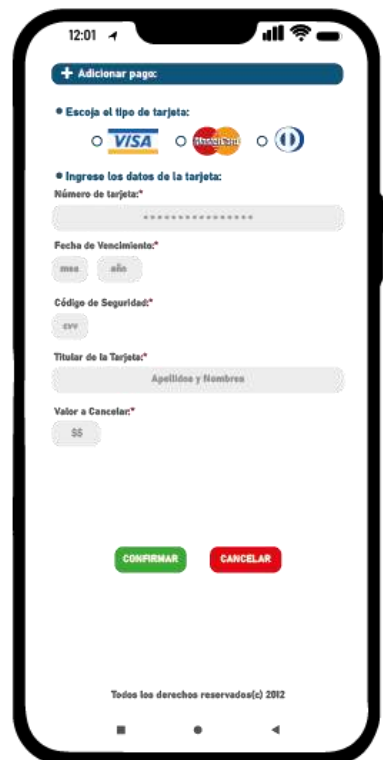 12:01
+ Adicionar pago:
• Escoja el tipo de tarjeta:
VISA MasterCard
• Ingrese los datos de la tarjeta:
Número de tarjeta:*
****************
Fecha de Vencimiento:*
mes año
Código de Seguridad:*
cvv
Titular de la Tarjeta:*
Apellidos y Nombres
Valor a Cancelar:*
$$
CONFIRMAR CANCELAR
Todos los derechos reservados(c) 2012